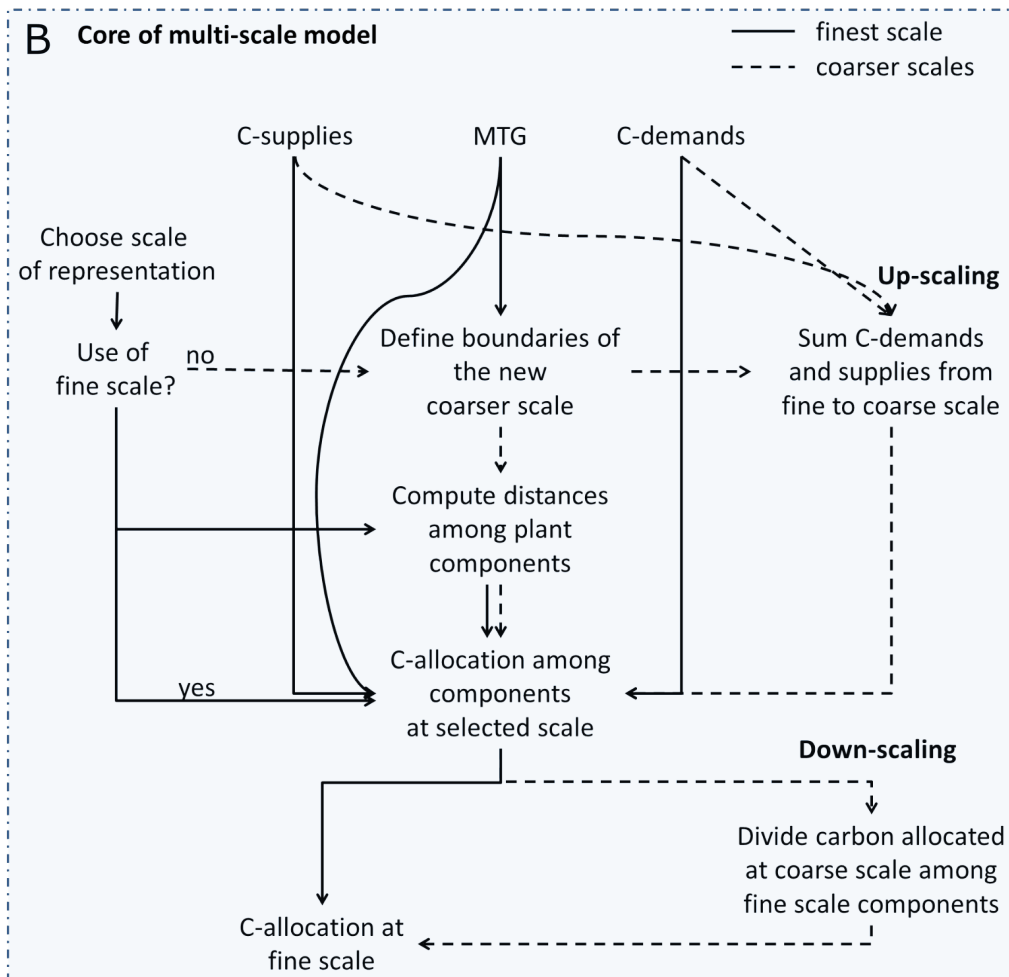 B Core of multi-scale model
finest scale
coarser scales
C-supplies
MTG
C-demands
Choose scale
of representation
Up-scaling
Use of
fine scale?
no
Define boundaries of
the new
coarser scale
Sum C-demands
and supplies from
fine to coarse scale
Compute distances
among plant
components
C-allocation among
components
at selected scale
yes
Down-scaling
Divide carbon allocated
at coarse scale among
fine scale components
C-allocation at
fine scale